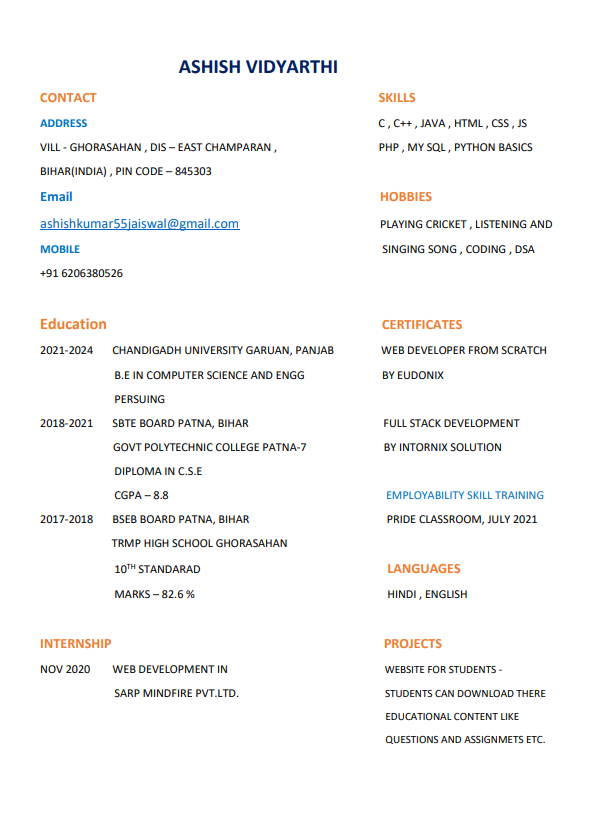 ASHISH VIDYARTHI
CONTACT
ADDRESS
VILL - GHORASAHAN , DIS – EAST CHAMPARAN ,
BIHAR(INDIA) , PIN CODE – 845303
Email
ashishkumar55jaiswal@gmail.com
MOBILE
+91 6206380526
Education
2021-2024 CHANDIGADH UNIVERSITY GARUAN, PANJAB
B.E IN COMPUTER SCIENCE AND ENGG
PERSUING
2018-2021 SBTE BOARD PATNA, BIHAR
GOVT POLYTECHNIC COLLEGE PATNA-7
DIPLOMA IN C.S.E
CGPA – 8.8
2017-2018 BSEB BOARD PATNA, BIHAR
TRMP HIGH SCHOOL GHORASAHAN
10TH STANDARAD
MARKS – 82.6 %
INTERNSHIP
NOV 2020 WEB DEVELOPMENT IN
SARP MINDFIRE PVT.LTD.
SKILLS
C , C++ , JAVA , HTML , CSS , JS
PHP , MY SQL , PYTHON BASICS
HOBBIES
PLAYING CRICKET , LISTENING AND
SINGING SONG , CODING , DSA
CERTIFICATES
WEB DEVELOPER FROM SCRATCH
BY EUDONIX
FULL STACK DEVELOPMENT
BY INTORNIX SOLUTION
EMPLOYABILITY SKILL TRAINING
PRIDE CLASSROOM, JULY 2021
LANGUAGES
HINDI , ENGLISH
PROJECTS
WEBSITE FOR STUDENTS -
STUDENTS CAN DOWNLOAD THERE
EDUCATIONAL CONTENT LIKE
QUESTIONS AND ASSIGNMETS ETC.